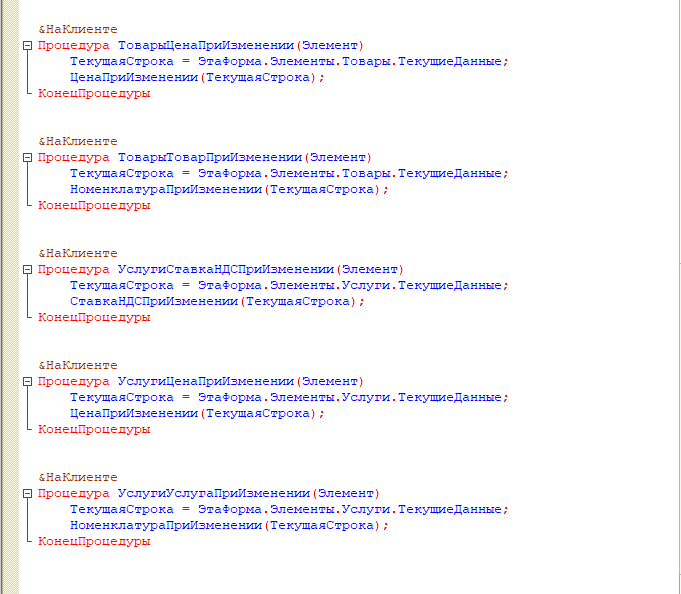 &НаКлиенте
Процедура ТоварыЦенаПриИзменении(Элемент)
ТекущаяСтрока = ЭтаФорма.Элементы.Товары.ТекущиеДанные;
ЦенаПриИзменении(ТекущаяСтрока);
КонецПроцедуры
&НаКлиенте
Процедура ТоварыТоварПриИзменении(Элемент)
ТекущаяСтрока = ЭтаФорма.Элементы.Товары.ТекущиеДанные;
НоменклатураПриИзменении(ТекущаяСтрока);
КонецПроцедуры
&НаКлиенте
Процедура УслугиСтавкаНДСПриИзменении(Элемент)
ТекущаяСтрока = ЭтаФорма.Элементы.Услуги.ТекущиеДанные;
СтавкаНДСПриИзменении(ТекущаяСтрока);
КонецПроцедуры
&НаКлиенте
Процедура УслугиЦенаПриИзменении(Элемент)
ТекущаяСтрока = ЭтаФорма.Элементы.Услуги.ТекущиеДанные;
ЦенаПриИзменении(ТекущаяСтрока);
КонецПроцедуры
&НаКлиенте
Процедура УслугиУслугаПриИзменении(Элемент)
ТекущаяСтрока = ЭтаФорма.Элементы.Услуги.ТекущиеДанные;
НоменклатураПриИзменении(ТекущаяСтрока);
КонецПроцедуры